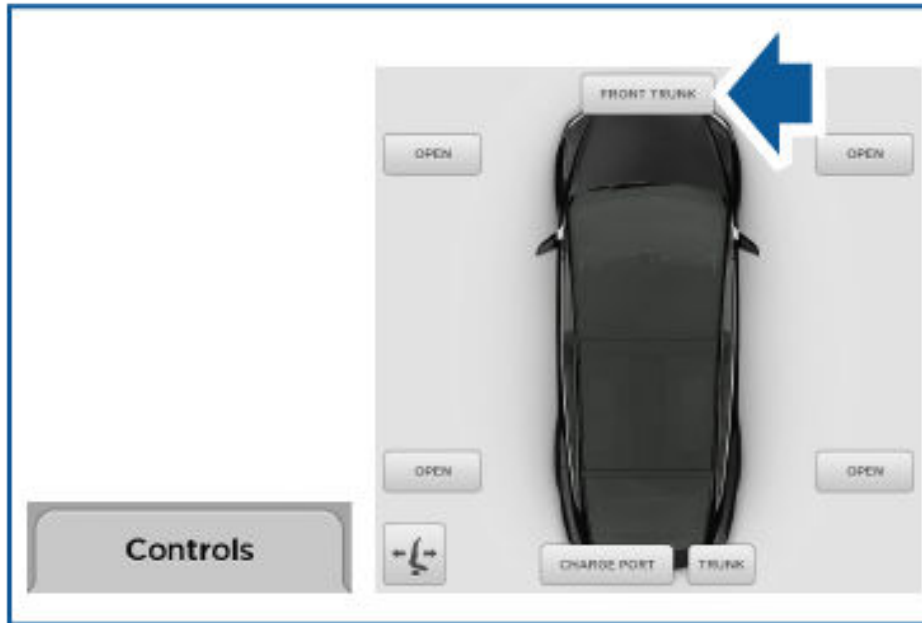 FRONT TRUNK
OPEN
OPEN
OPEN
OPEN
Controls
CHARGE PORT
TRUNK